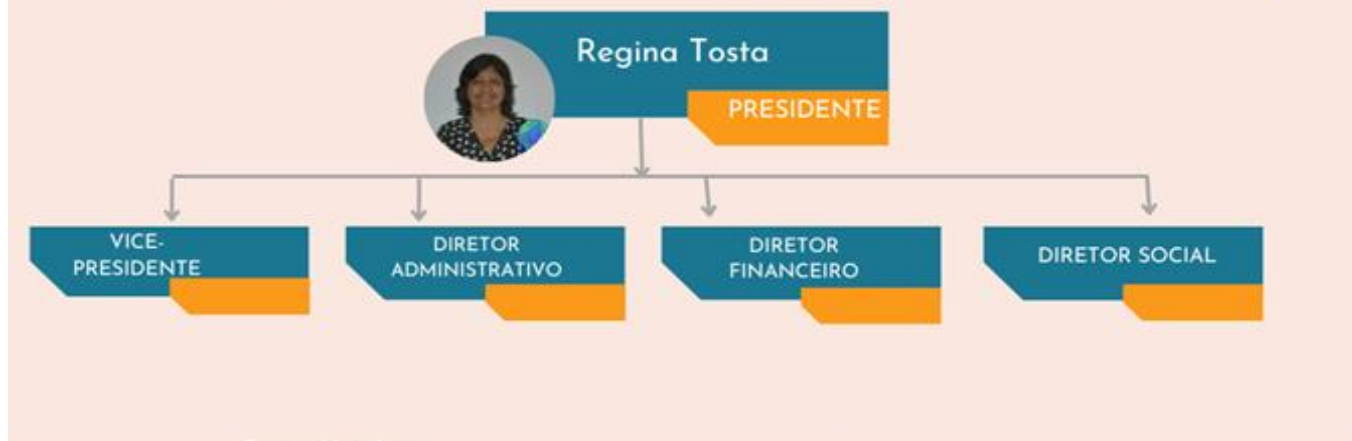 Regina Tosta
PRESIDENTE
VICE-
PRESIDENTE
DIRETOR
ADMINISTRATIVO
DIRETOR
FINANCEIRO
DIRETOR SOCIAL